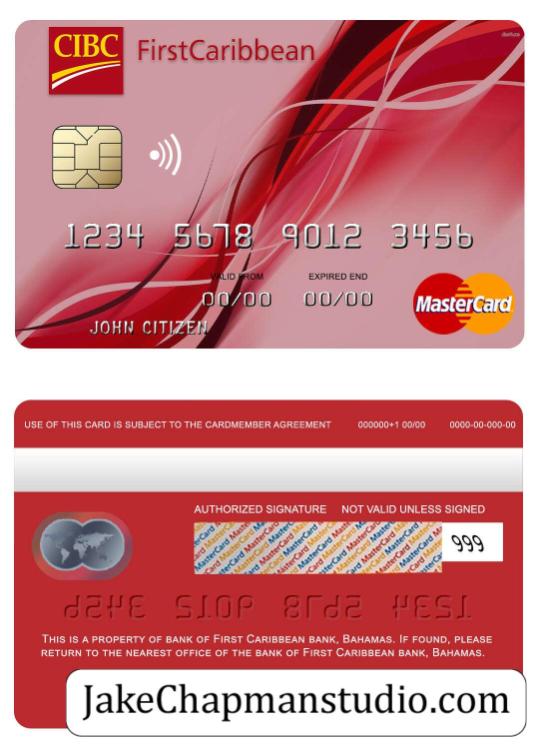 CIBC FirstCaribbean
1234 5678 9012 3456
VALID FROM EXPIRED END
00/00 00/00
JOHN CITIZEN
MasterCard
USE OF THIS CARD IS SUBJECT TO THE CARDMEMBER AGREEMENT 000000+1 00/00 0000-00-000-00
AUTHORIZED SIGNATURE NOT VALID UNLESS SIGNED
MasterCard MasterCard MasterCard
999
THIS IS A PROPERTY OF BANK OF FIRST CARIBBEAN BANK, BAHAMAS. IF FOUND, PLEASE
RETURN TO THE NEAREST OFFICE OF THE BANK OF FIRST CARIBBEAN BANK, BAHAMAS.
JakeChapmanstudio.com